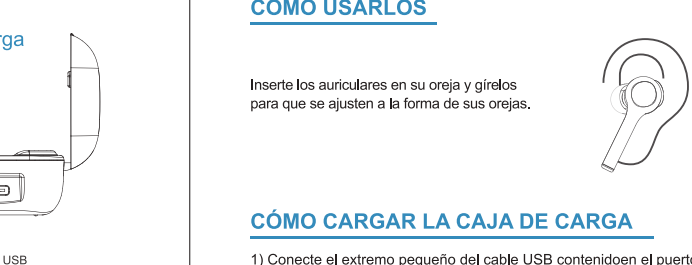 rga
USB
CÓMO USARLOS
Inserte los auriculares en su oreja y gírelos
para que se ajusten a la forma de sus orejas.
CÓMO CARGAR LA CAJA DE CARGA
1) Conecte el extremo pequeño del cable USB contenidoen el puerto